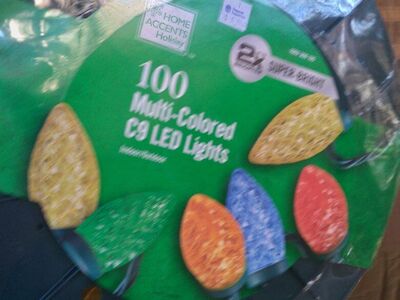 HOME
ACCENTS
Holiday
2X
SUPER-BRIGHT
100
Multi-Colored
C9 LED Lights
Indoor/Outdoor